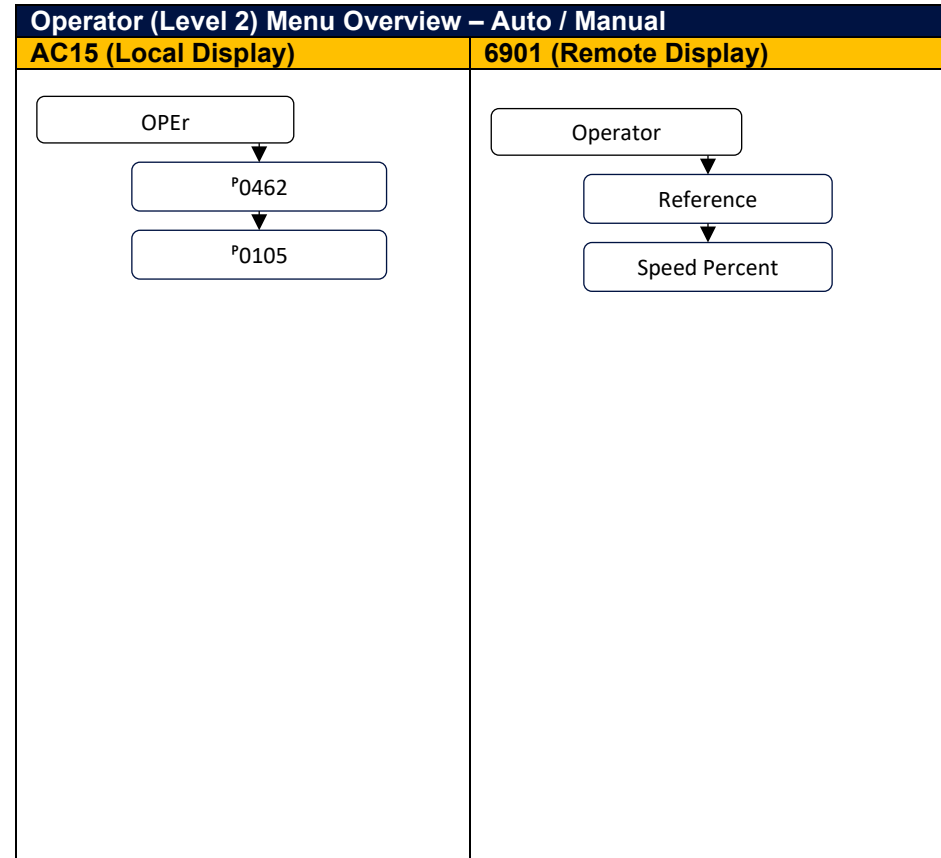 Operator (Level 2) Menu Overview – Auto / Manual
AC15 (Local Display)
6901 (Remote Display)
OPEr
ᴾ0462
ᴾ0105
Operator
Reference
Speed Percent